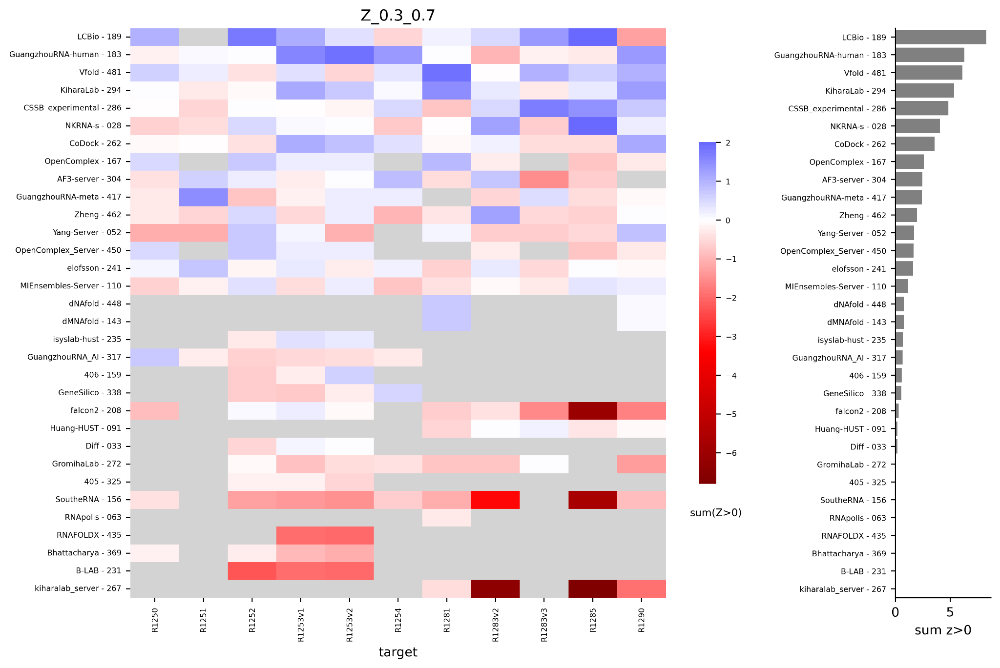 Z_0.3_0.7
LCBio - 189
GuangzhouRNA-human - 183
Vfold - 481
KiharaLab - 294
CSSB_experimental - 286
NKRNA-s - 028
CoDock - 262
OpenComplex - 167
AF3-server - 304
GuangzhouRNA-meta - 417
Zheng - 462
Yang-Server - 052
OpenComplex_Server - 450
elofsson - 241
MIEnsembles-Server - 110
dNAfold - 448
dMNAfold - 143
isyslab-hust - 235
GuangzhouRNA_AI - 317
406 - 159
GeneSilico - 338
falcon2 - 208
Huang-HUST - 091
Diff - 033
GromihaLab - 272
405 - 325
SoutheRNA - 156
RNApolis - 063
RNAFOLDX - 435
Bhattacharya - 369
B-LAB - 231
kiharalab_server - 267
R1250
R1251
R1252
R1253v1
R1253v2
R1254
R1281
R1283v2
R1283v3
R1285
R1290
target
2
1
0
−1
−2
−3
−4
−5
−6
sum(Z>0)
LCBio - 189
GuangzhouRNA-human - 183
Vfold - 481
KiharaLab - 294
CSSB_experimental - 286
NKRNA-s - 028
CoDock - 262
OpenComplex - 167
AF3-server - 304
GuangzhouRNA-meta - 417
Zheng - 462
Yang-Server - 052
OpenComplex_Server - 450
elofsson - 241
MIEnsembles-Server - 110
dNAfold - 448
dMNAfold - 143
isyslab-hust - 235
GuangzhouRNA_AI - 317
406 - 159
GeneSilico - 338
falcon2 - 208
Huang-HUST - 091
Diff - 033
GromihaLab - 272
405 - 325
SoutheRNA - 156
RNApolis - 063
RNAFOLDX - 435
Bhattacharya - 369
B-LAB - 231
kiharalab_server - 267
0 5
sum z>0